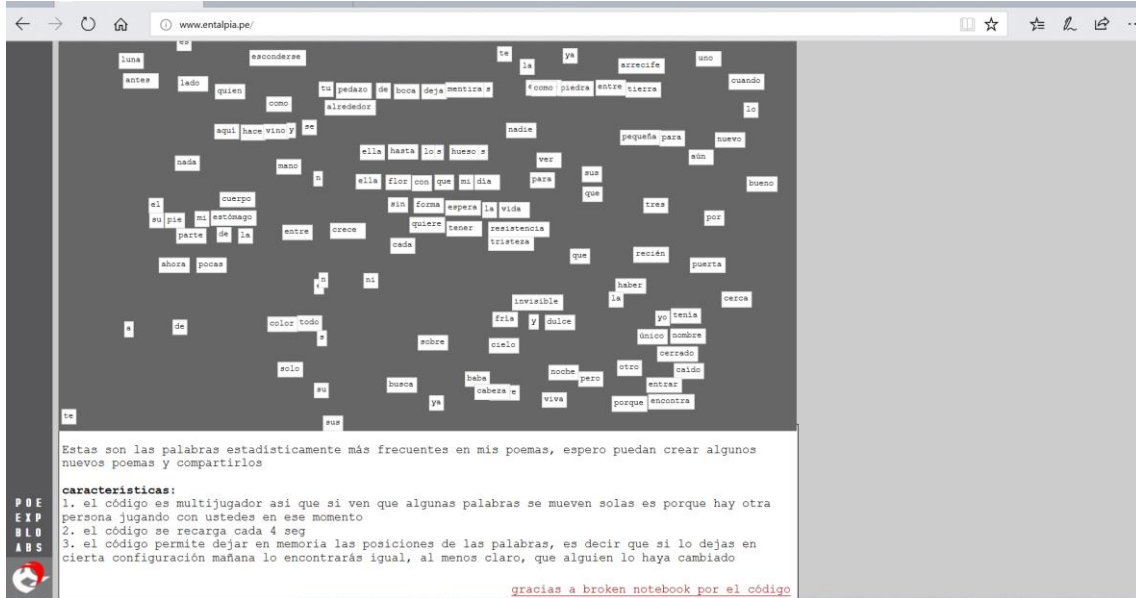 www.entalpia.pe/
es
luna esconderse te ya uno
la arrecife
antes lado cuando
quien tu pedazo de boca deja mentira s como piedra entre tierra
como alrededor lo
aquí hace vino y se nadie pequeña para nuevo
ella hasta lo s hueso s aún
nada mano ver
n ella flor con que mi día para sus bueno
que
cuerpo
el sin forma espera la vida tres
su pie mi estómago por
parte de la entre crece quiere tener resistencia
cada tristeza
que recién
ahora pocas puerta
n ni haber
invisible la cerca
fría y dulce yo tenía
a de color todo
s único nombre
sobre cielo
cerrado
solo noche otro caído
baba pero
su busca cabeza e entrar
ya viva porque encontra
te
sus
Estas son las palabras estadísticamente más frecuentes en mis poemas, espero puedan crear algunos
nuevos poemas y compartirlos
características:
1. el código es multijugador así que si ven que algunas palabras se mueven solas es porque hay otra
persona jugando con ustedes en ese momento
2. el código se recarga cada 4 seg
3. el código permite dejar en memoria las posiciones de las palabras, es decir que si lo dejas en
cierta configuración mañana lo encontrarás igual, al menos claro, que alguien lo haya cambiado
gracias a broken notebook por el código
POE
EXP
BLO
ABS